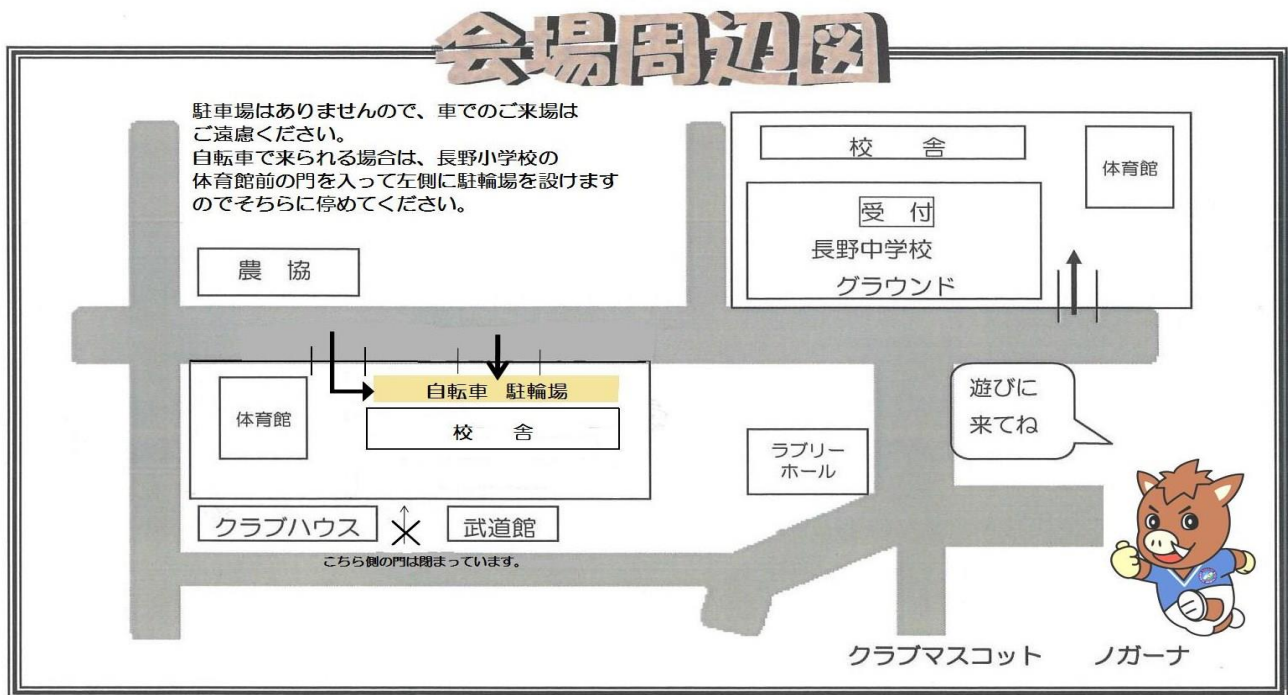 会場周辺図
駐車場はありませんので、車でのご来場は
ご遠慮ください。
自転車で来られる場合は、長野小学校の
体育館前の門を入って左側に駐輪場を設けます
のでそちらに停めてください。
校 舎
体育館
受 付
長野中学校
グラウンド
農 協
自転車 駐輪場
体育館
校 舎
遊びに
来てね
ラブリー
ホール
クラブハウス
武道館
こちら側の門は閉まっています。
クラブマスコット ノガーナ